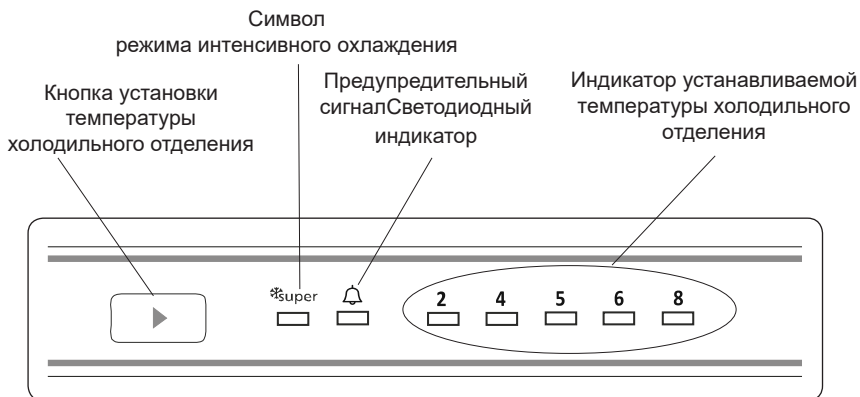 Символ
режима интенсивного охлаждения
Кнопка установки
температуры
холодильного отделения
Предупредительный
сигналСветодиодный
индикатор
Индикатор устанавливаемой
температуры холодильного
отделения
super
2 4 5 6 8